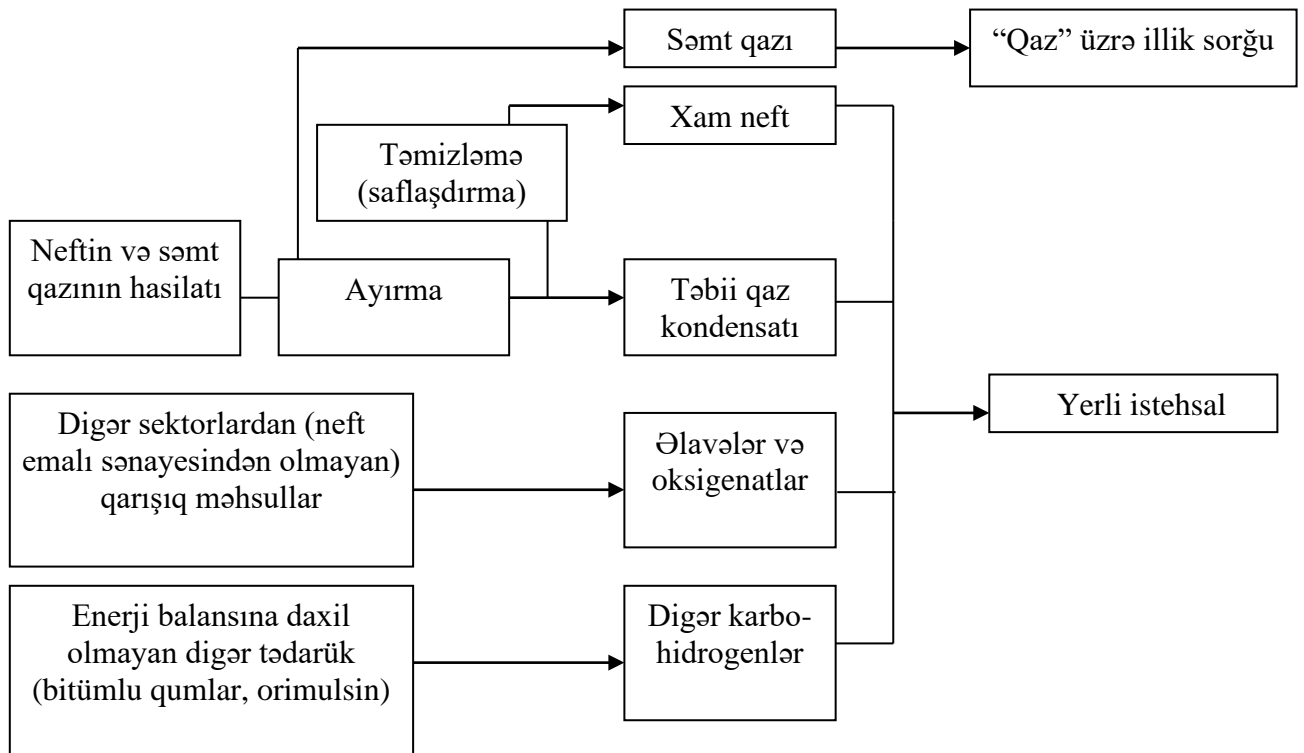 Səmt qazı
“Qaz” üzrə illik sorğu
Xam neft
Təmizləmə
(saflaşdırma)
Neftin və səmt
qazının hasilatı
Ayırma
Təbii qaz
kondensatı
Yerli istehsal
Digər sektorlardan (neft
emalı sənayesindən olmayan)
qarışıq məhsullar
Əlavələr və
oksigenatlar
Enerji balansına daxil
olmayan digər tədarük
(bitümlu qumlar, orimulsin)
Digər karbo-
hidrogenlər